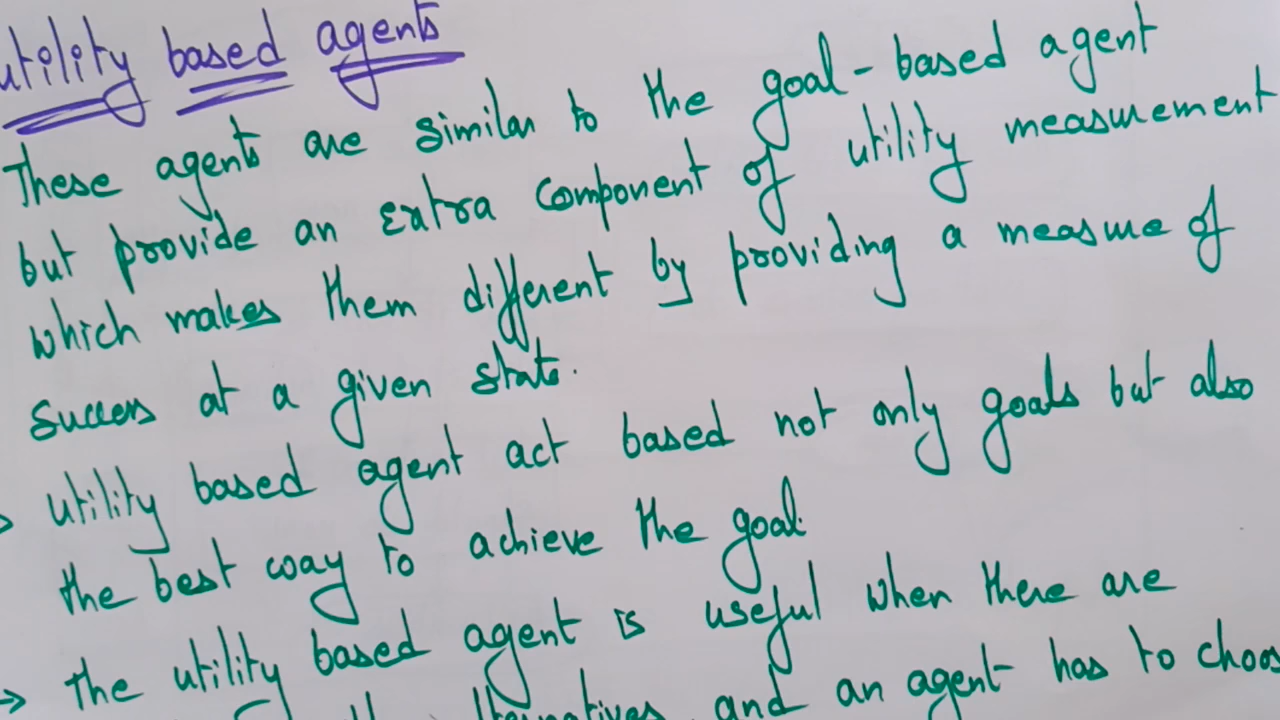 utility based agents
These agents are similar to the goal-based agent
but provide an extra component of utility measurement
which makes them different by providing a measure of
success at a given state.
utility based agent act based not only goals but also
the best way to achieve the goal.
→ The utility based agent is useful when there are
alternatives, and an agent has to choos